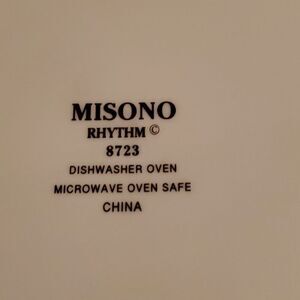 MISONO
RHYTHM ©
8723
DISHWASHER OVEN
MICROWAVE OVEN SAFE
CHINA